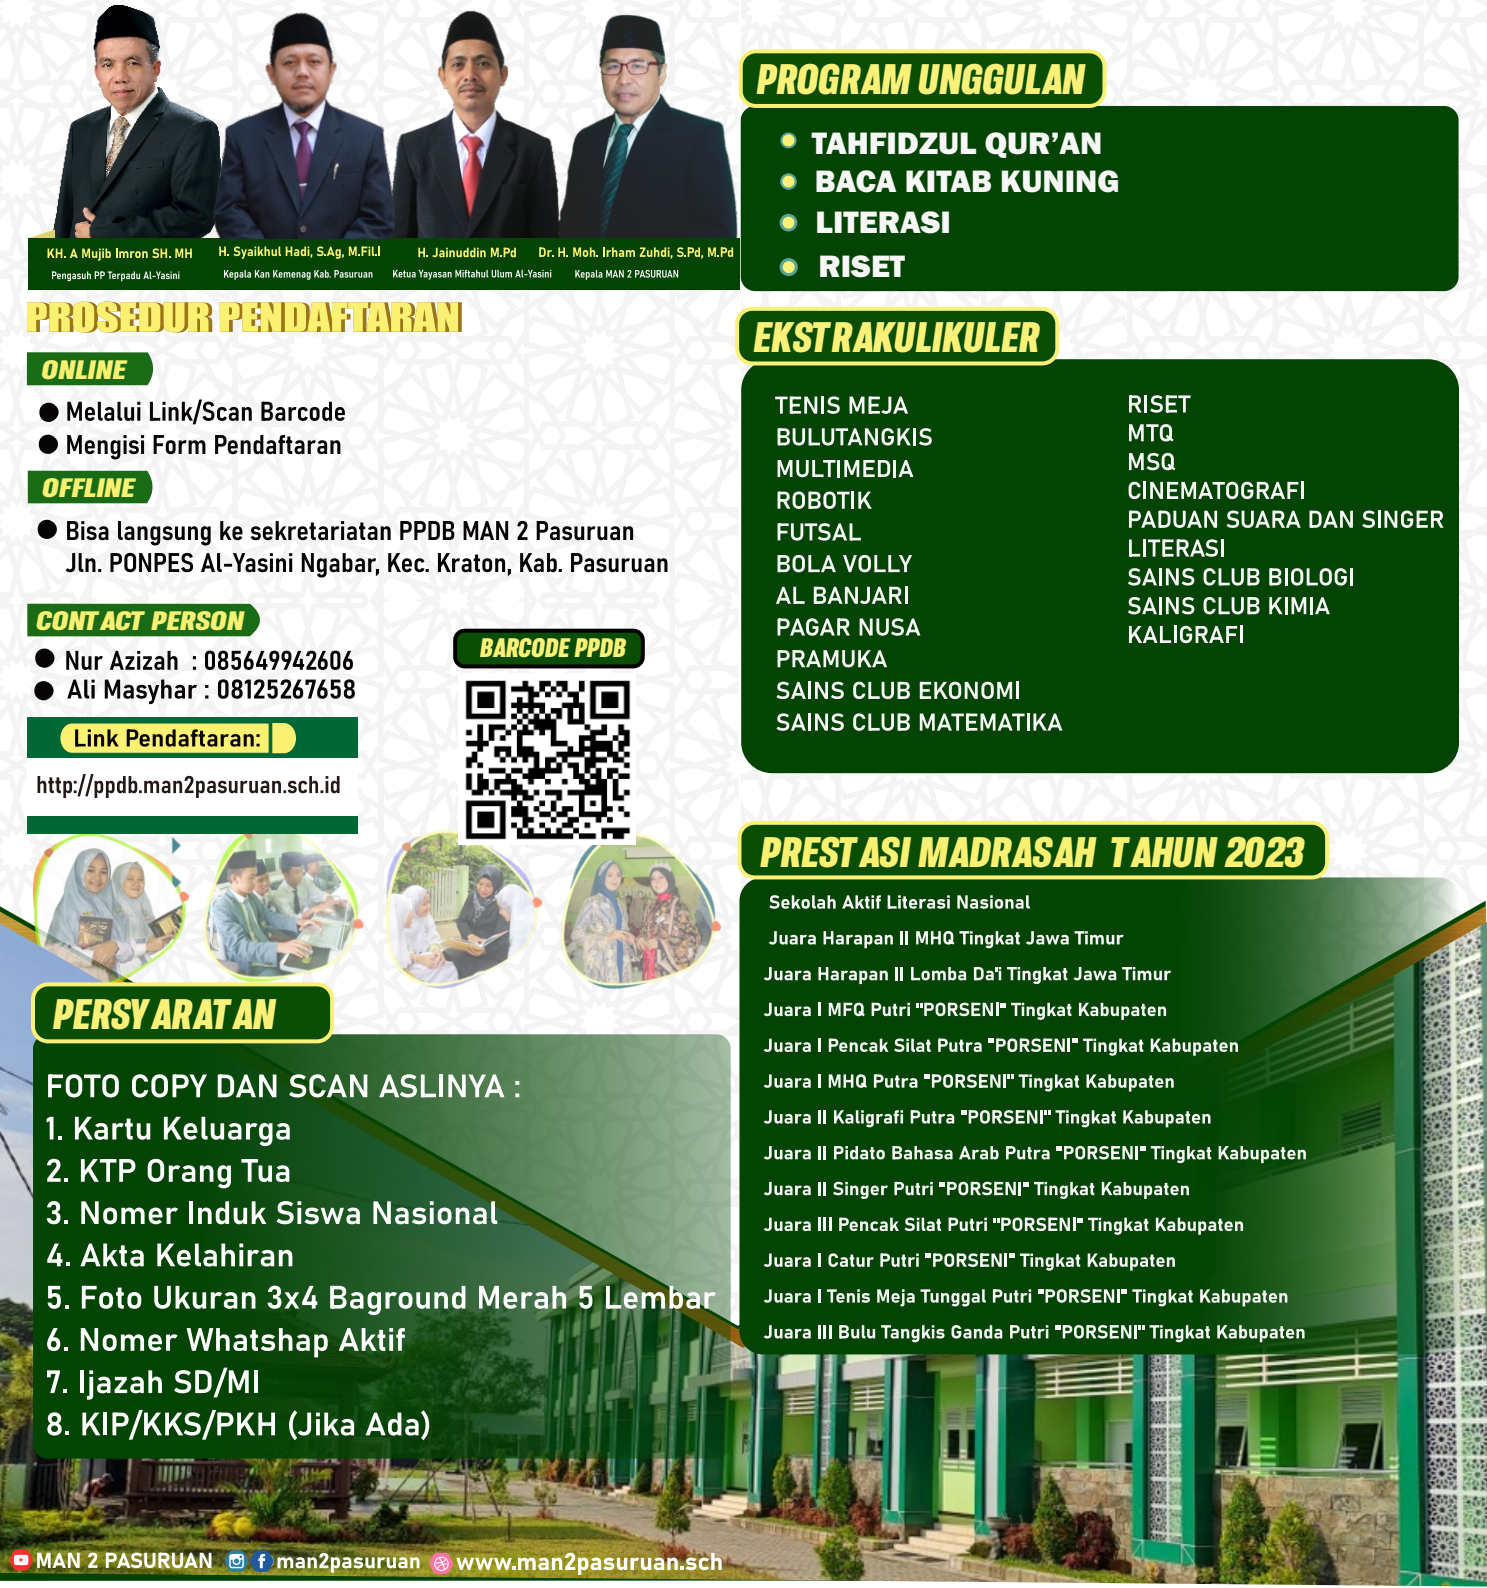 KH. A Mujib Imron SH. MH
Pengasuh PP Terpadu Al-Yasini
H. Syaikhul Hadi, S.Ag, M.Fil.I
Kepala Kan Kemenag Kab. Pasuruan
H. Jainuddin M.Pd
Ketua Yayasan Miftahul Ulum Al-Yasini
Dr. H. Moh. Irham Zuhdi, S.Pd, M.Pd
Kepala MAN 2 PASURUAN
PROSEDUR PENDAFTARAN
ONLINE
Melalui Link/Scan Barcode
Mengisi Form Pendaftaran
OFFLINE
Bisa langsung ke sekretariatan PPDB MAN 2 Pasuruan
Jln. PONPES Al-Yasini Ngabar, Kec. Kraton, Kab. Pasuruan
CONTACT PERSON
Nur Azizah : 085649942606
Ali Masyhar : 08125267658
Link Pendaftaran:
http://ppdb.man2pasuruan.sch.id
BARCODE PPDB
PERSYARATAN
FOTO COPY DAN SCAN ASLINYA :
1. Kartu Keluarga
2. KTP Orang Tua
3. Nomer Induk Siswa Nasional
4. Akta Kelahiran
5. Foto Ukuran 3x4 Baground Merah 5 Lembar
6. Nomer Whatshap Aktif
7. Ijazah SD/MI
8. KIP/KKS/PKH (Jika Ada)
MAN 2 PASURUAN man2pasuruan www.man2pasuruan.sch
PROGRAM UNGGULAN
TAHFIDZUL QUR'AN
BACA KITAB KUNING
LITERASI
RISET
EKSTRAKULIKULER
TENIS MEJA
BULUTANGKIS
MULTIMEDIA
ROBOTIK
FUTSAL
BOLA VOLLY
AL BANJARI
PAGAR NUSA
PRAMUKA
SAINS CLUB EKONOMI
SAINS CLUB MATEMATIKA
RISET
MTQ
MSQ
CINEMATOGRAFI
PADUAN SUARA DAN SINGER
LITERASI
SAINS CLUB BIOLOGI
SAINS CLUB KIMIA
KALIGRAFI
PRESTASI MADRASAH TAHUN 2023
Sekolah Aktif Literasi Nasional
Juara Harapan II MHQ Tingkat Jawa Timur
Juara Harapan II Lomba Da'i Tingkat Jawa Timur
Juara I MFQ Putri "PORSENI" Tingkat Kabupaten
Juara I Pencak Silat Putra "PORSENI" Tingkat Kabupaten
Juara I MHQ Putra "PORSENI" Tingkat Kabupaten
Juara II Kaligrafi Putra "PORSENI" Tingkat Kabupaten
Juara II Pidato Bahasa Arab Putra "PORSENI" Tingkat Kabupaten
Juara II Singer Putri "PORSENI" Tingkat Kabupaten
Juara III Pencak Silat Putri "PORSENI" Tingkat Kabupaten
Juara I Catur Putri "PORSENI" Tingkat Kabupaten
Juara I Tenis Meja Tunggal Putri "PORSENI" Tingkat Kabupaten
Juara III Bulu Tangkis Ganda Putri "PORSENI" Tingkat Kabupaten